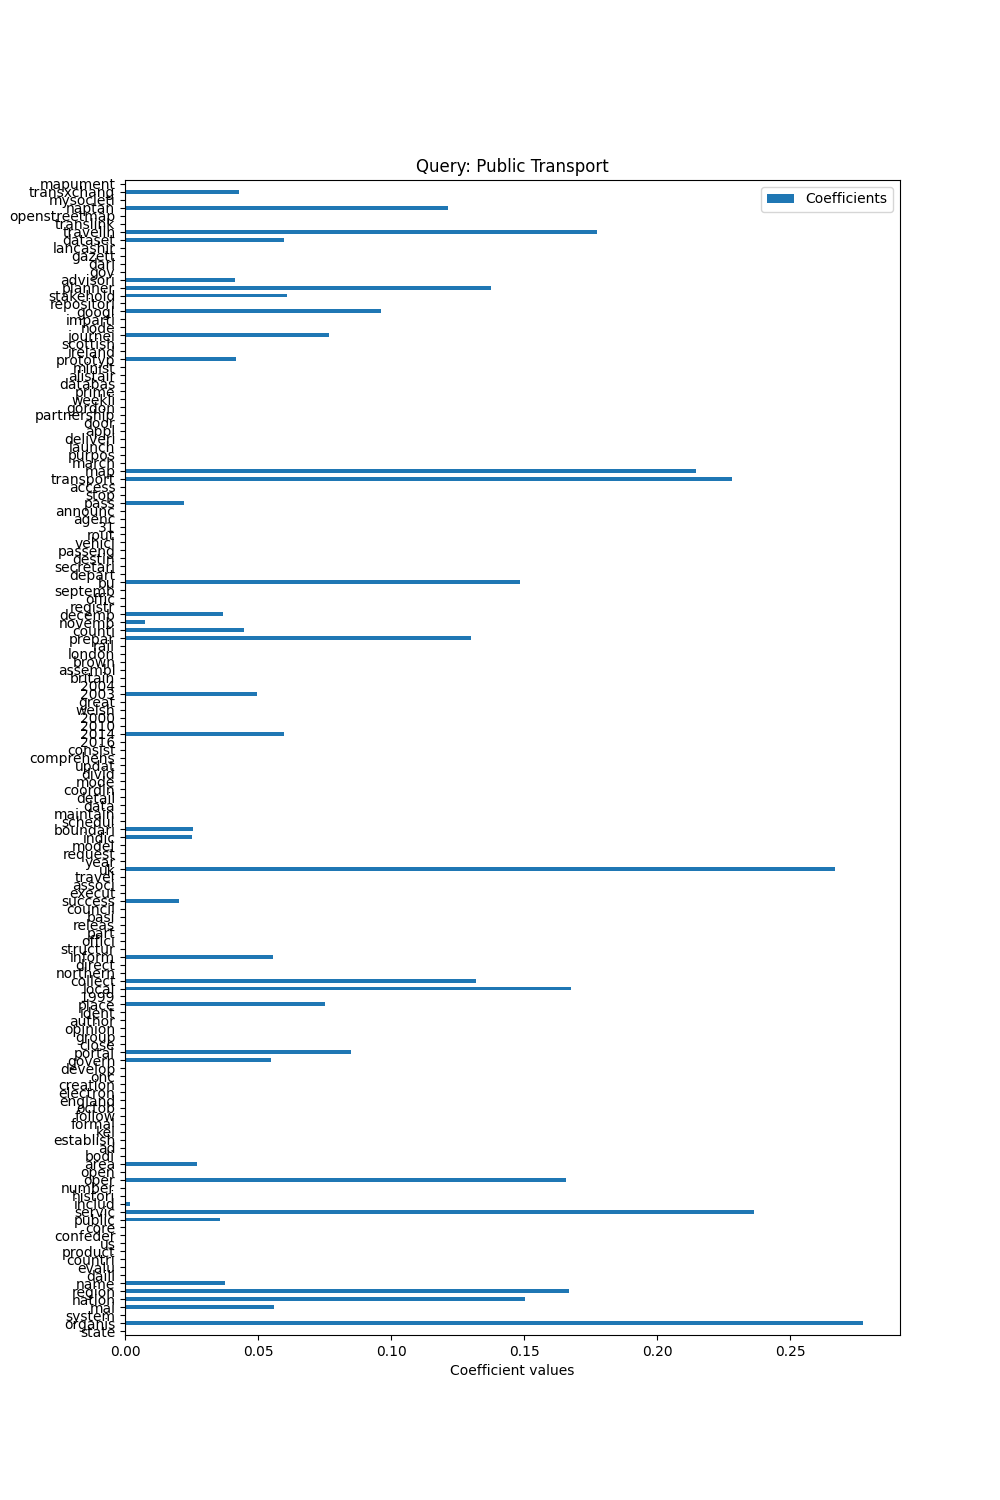 Query: Public Transport
Coefficients
mapument
transxchang
mysocieti
naptan
openstreetmap
translink
travelin
dataset
lancashir
gazett
gov
advisori
planner
stakehold
repositori
googl
imparti
node
journei
scottish
ireland
prototyp
minist
alistair
databas
prime
weekli
gordon
partnership
door
appl
deliveri
launch
purpos
march
map
transport
access
stop
pass
announc
agenc
31
rout
vehicl
passeng
destin
secretari
depart
bu
septemb
offic
registr
decemb
novemb
counti
prepar
rail
london
brown
assembl
britain
2004
2003
great
welsh
2000
2010
2014
2016
consist
comprehens
updat
divid
mode
coordin
detail
data
maintain
schedul
boundari
indic
model
request
year
uk
travel
associ
execut
success
council
basi
releas
part
offici
structur
inform
direct
northern
collect
local
1999
place
ident
author
opinion
group
close
portal
govern
develop
onc
creation
electron
england
octob
follow
formal
kei
establish
ad
bodi
area
open
oper
number
histori
includ
servic
public
core
confeder
us
product
countri
evalu
daili
name
region
nation
mai
system
organis
state
0.00 0.05 0.10 0.15 0.20 0.25
Coefficient values